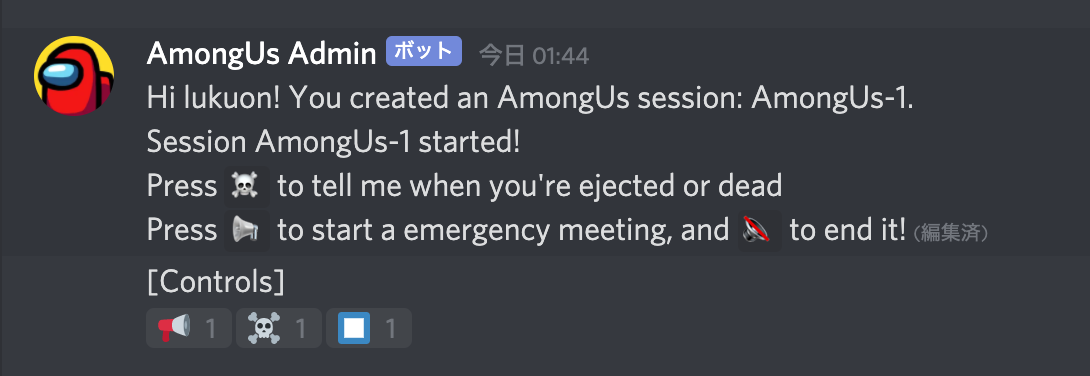 AmongUs Admin ボット 今日 01:44
Hi lukuon! You created an AmongUs session: AmongUs-1.
Session AmongUs-1 started!
Press ☠️ to tell me when you're ejected or dead
Press 📢 to start a emergency meeting, and 🔇 to end it! (編集済)
[Controls]
📢 1 ☠️ 1 ⏹️ 1